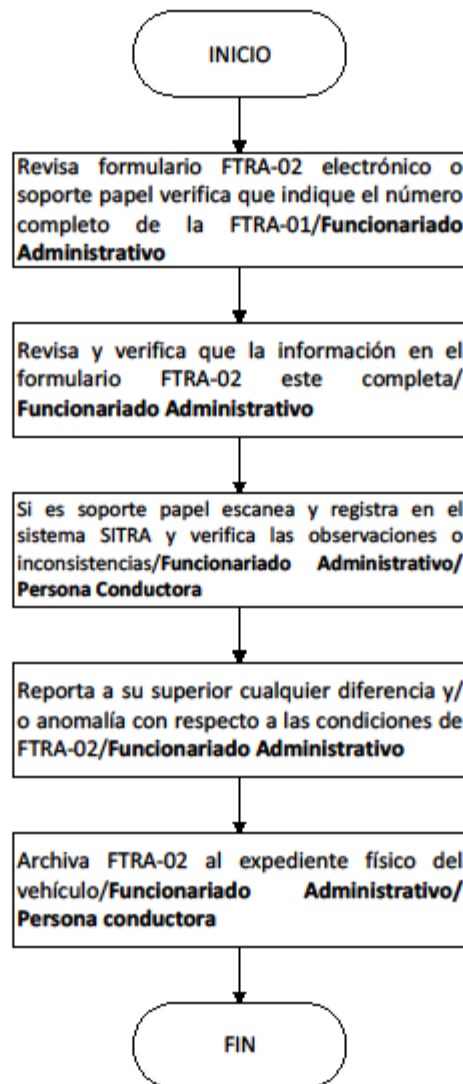 INICIO
Revisa formulario FTRA-02 electrónico o
soporte papel verifica que indique el número
completo de la FTRA-01/Funcionariado
Administrativo
Revisa y verifica que la información en el
formulario FTRA-02 este completa/
Funcionariado Administrativo
Si es soporte papel escanea y registra en el
sistema SITRA y verifica las observaciones o
inconsistencias/Funcionariado Administrativo/
Persona Conductora
Reporta a su superior cualquier diferencia y/
o anomalía con respecto a las condiciones de
FTRA-02/Funcionariado Administrativo
Archiva FTRA-02 al expediente físico del
vehículo/Funcionariado Administrativo/
Persona conductora
FIN